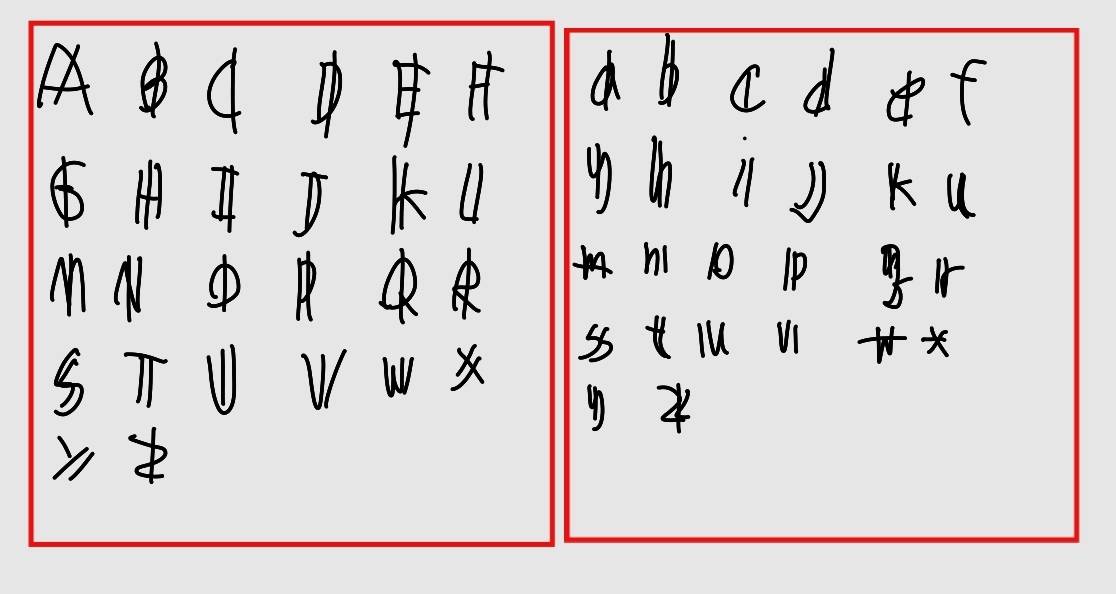 A B C D E F
G H I J K L
M N O P Q R
S T U V W X
Y Z
a b c d e f
g h i j k l
m n o p q r
s t u v w x
y z